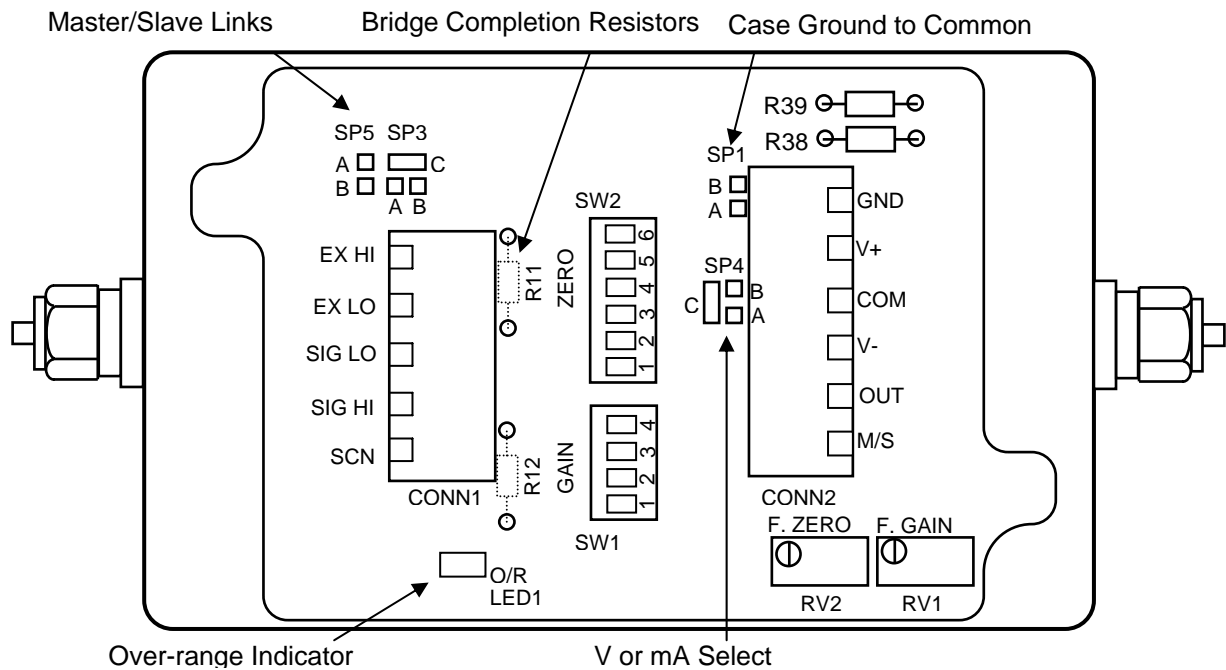 Master/Slave Links
Bridge Completion Resistors
Case Ground to Common
R39
R38
SP5 SP3
A C
B
A B
SP1
B
A
SW2
6
5
4
3
2
1
ZERO
R11
EX HI
EX LO
SIG LO
SIG HI
SCN
CONN1
R12
GAIN
4
3
2
1
SW1
SP4
C B
A
GND
V+
COM
V-
OUT
M/S
CONN2
F. ZERO F. GAIN
RV2 RV1
O/R
LED1
Over-range Indicator
V or mA Select